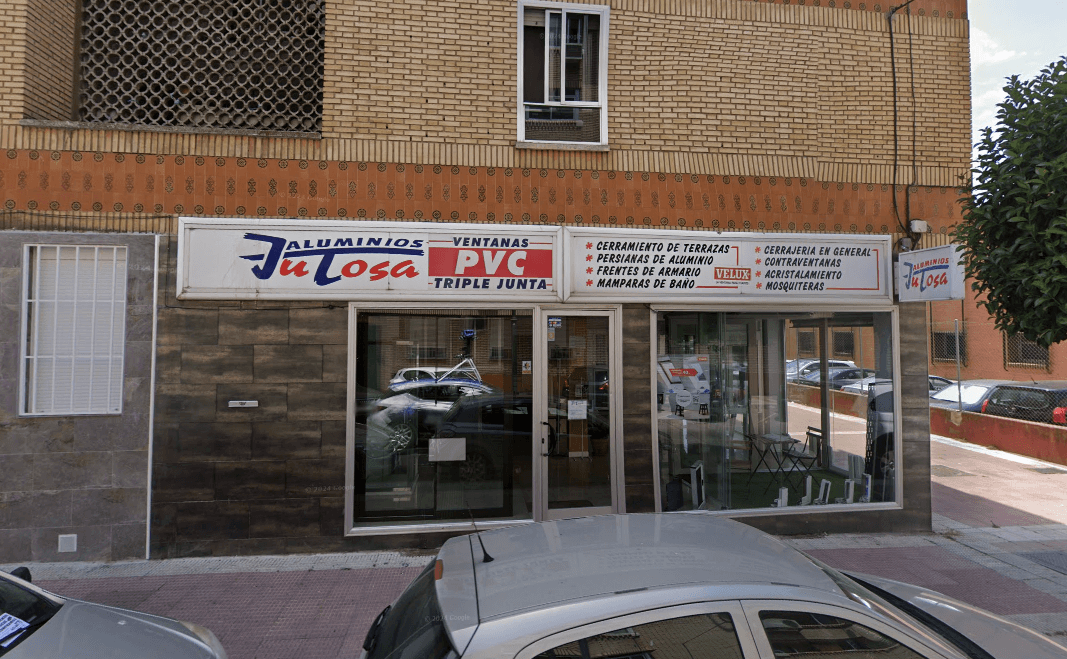 ALUMINIOS
JuTosa
VENTANAS
PVC
TRIPLE JUNTA
* CERRAMIENTO DE TERRAZAS
* PERSIANAS DE ALUMINIO
* FRENTES DE ARMARIO
* MAMPARAS DE BAÑO
VELUX
* CERRAJERIA EN GENERAL
* CONTRAVENTANAS
* ACRISTALAMIENTO
* MOSQUITERAS
ALUMINIOS
JuTosa